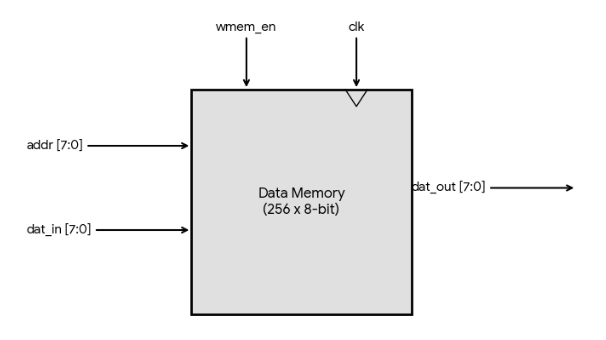 wmem_en
clk
addr [7:0]
dat_in [7:0]
Data Memory
(256 x 8-bit)
dat_out [7:0]